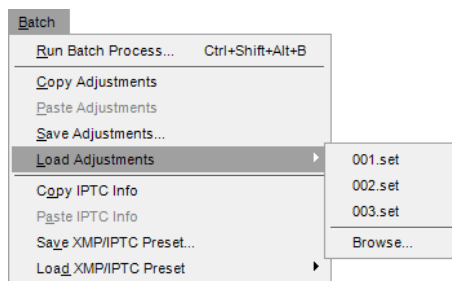 Batch
Run Batch Process... Ctrl+Shift+Alt+B
Copy Adjustments
Paste Adjustments
Save Adjustments...
Load Adjustments
001.set
002.set
003.set
Browse...
Copy IPTC Info
Paste IPTC Info
Save XMP/IPTC Preset...
Load XMP/IPTC Preset